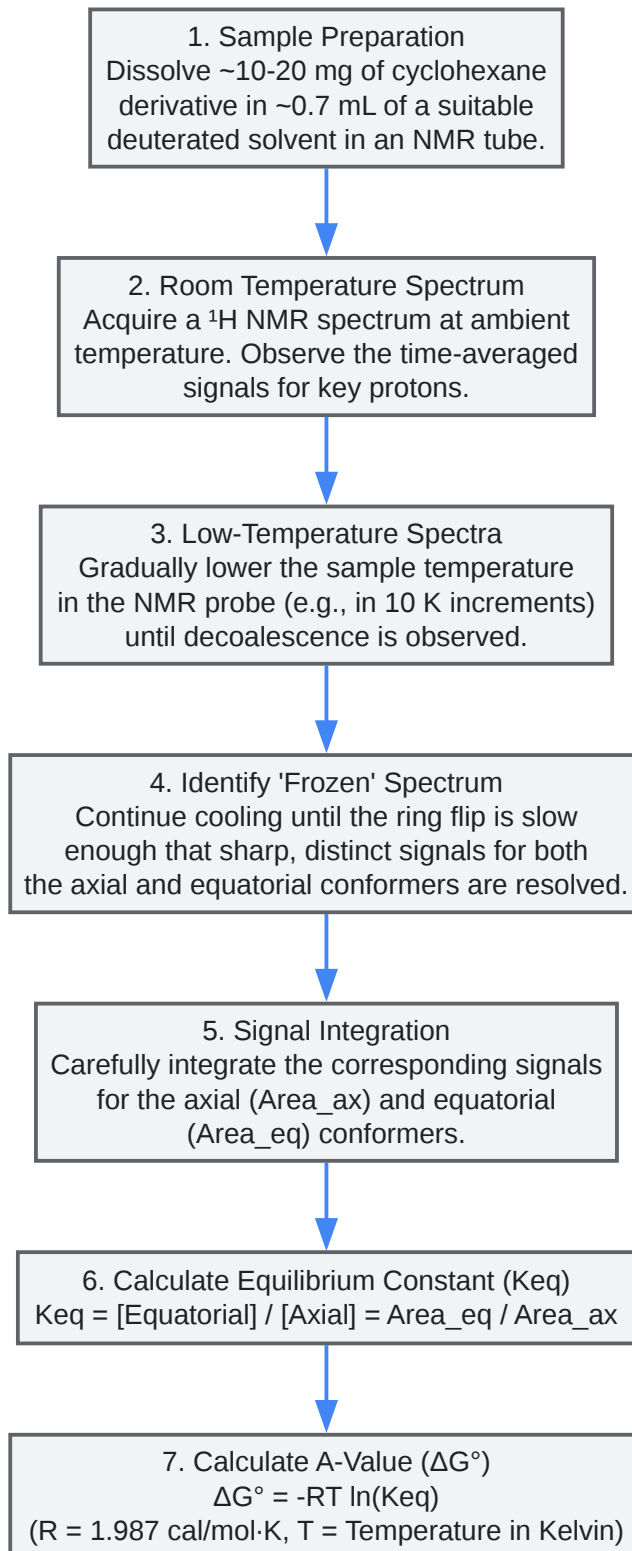 1. Sample Preparation
Dissolve ~10-20 mg of cyclohexane
derivative in ~0.7 mL of a suitable
deuterated solvent in an NMR tube.
2. Room Temperature Spectrum
Acquire a ¹H NMR spectrum at ambient
temperature. Observe the time-averaged
signals for key protons.
3. Low-Temperature Spectra
Gradually lower the sample temperature
in the NMR probe (e.g., in 10 K increments)
until decoalescence is observed.
4. Identify 'Frozen' Spectrum
Continue cooling until the ring flip is slow
enough that sharp, distinct signals for both
the axial and equatorial conformers are resolved.
5. Signal Integration
Carefully integrate the corresponding signals
for the axial (Area_ax) and equatorial
(Area_eq) conformers.
6. Calculate Equilibrium Constant (Keq)
Keq = [Equatorial] / [Axial] = Area_eq / Area_ax
7. Calculate A-Value (ΔG°)
ΔG° = -RT ln(Keq)
(R = 1.987 cal/mol·K, T = Temperature in Kelvin)